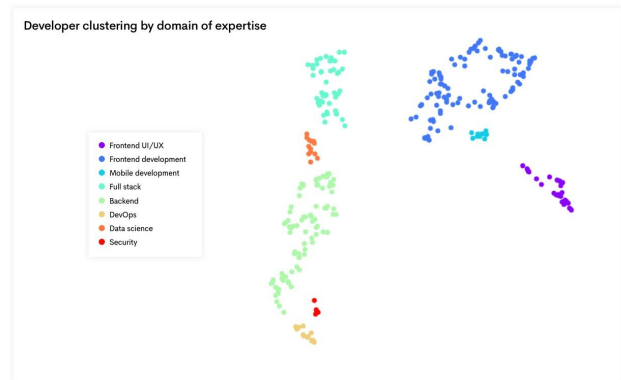 Developer clustering by domain of expertise
Frontend UI/UX
Frontend development
Mobile development
Full stack
Backend
DevOps
Data science
Security